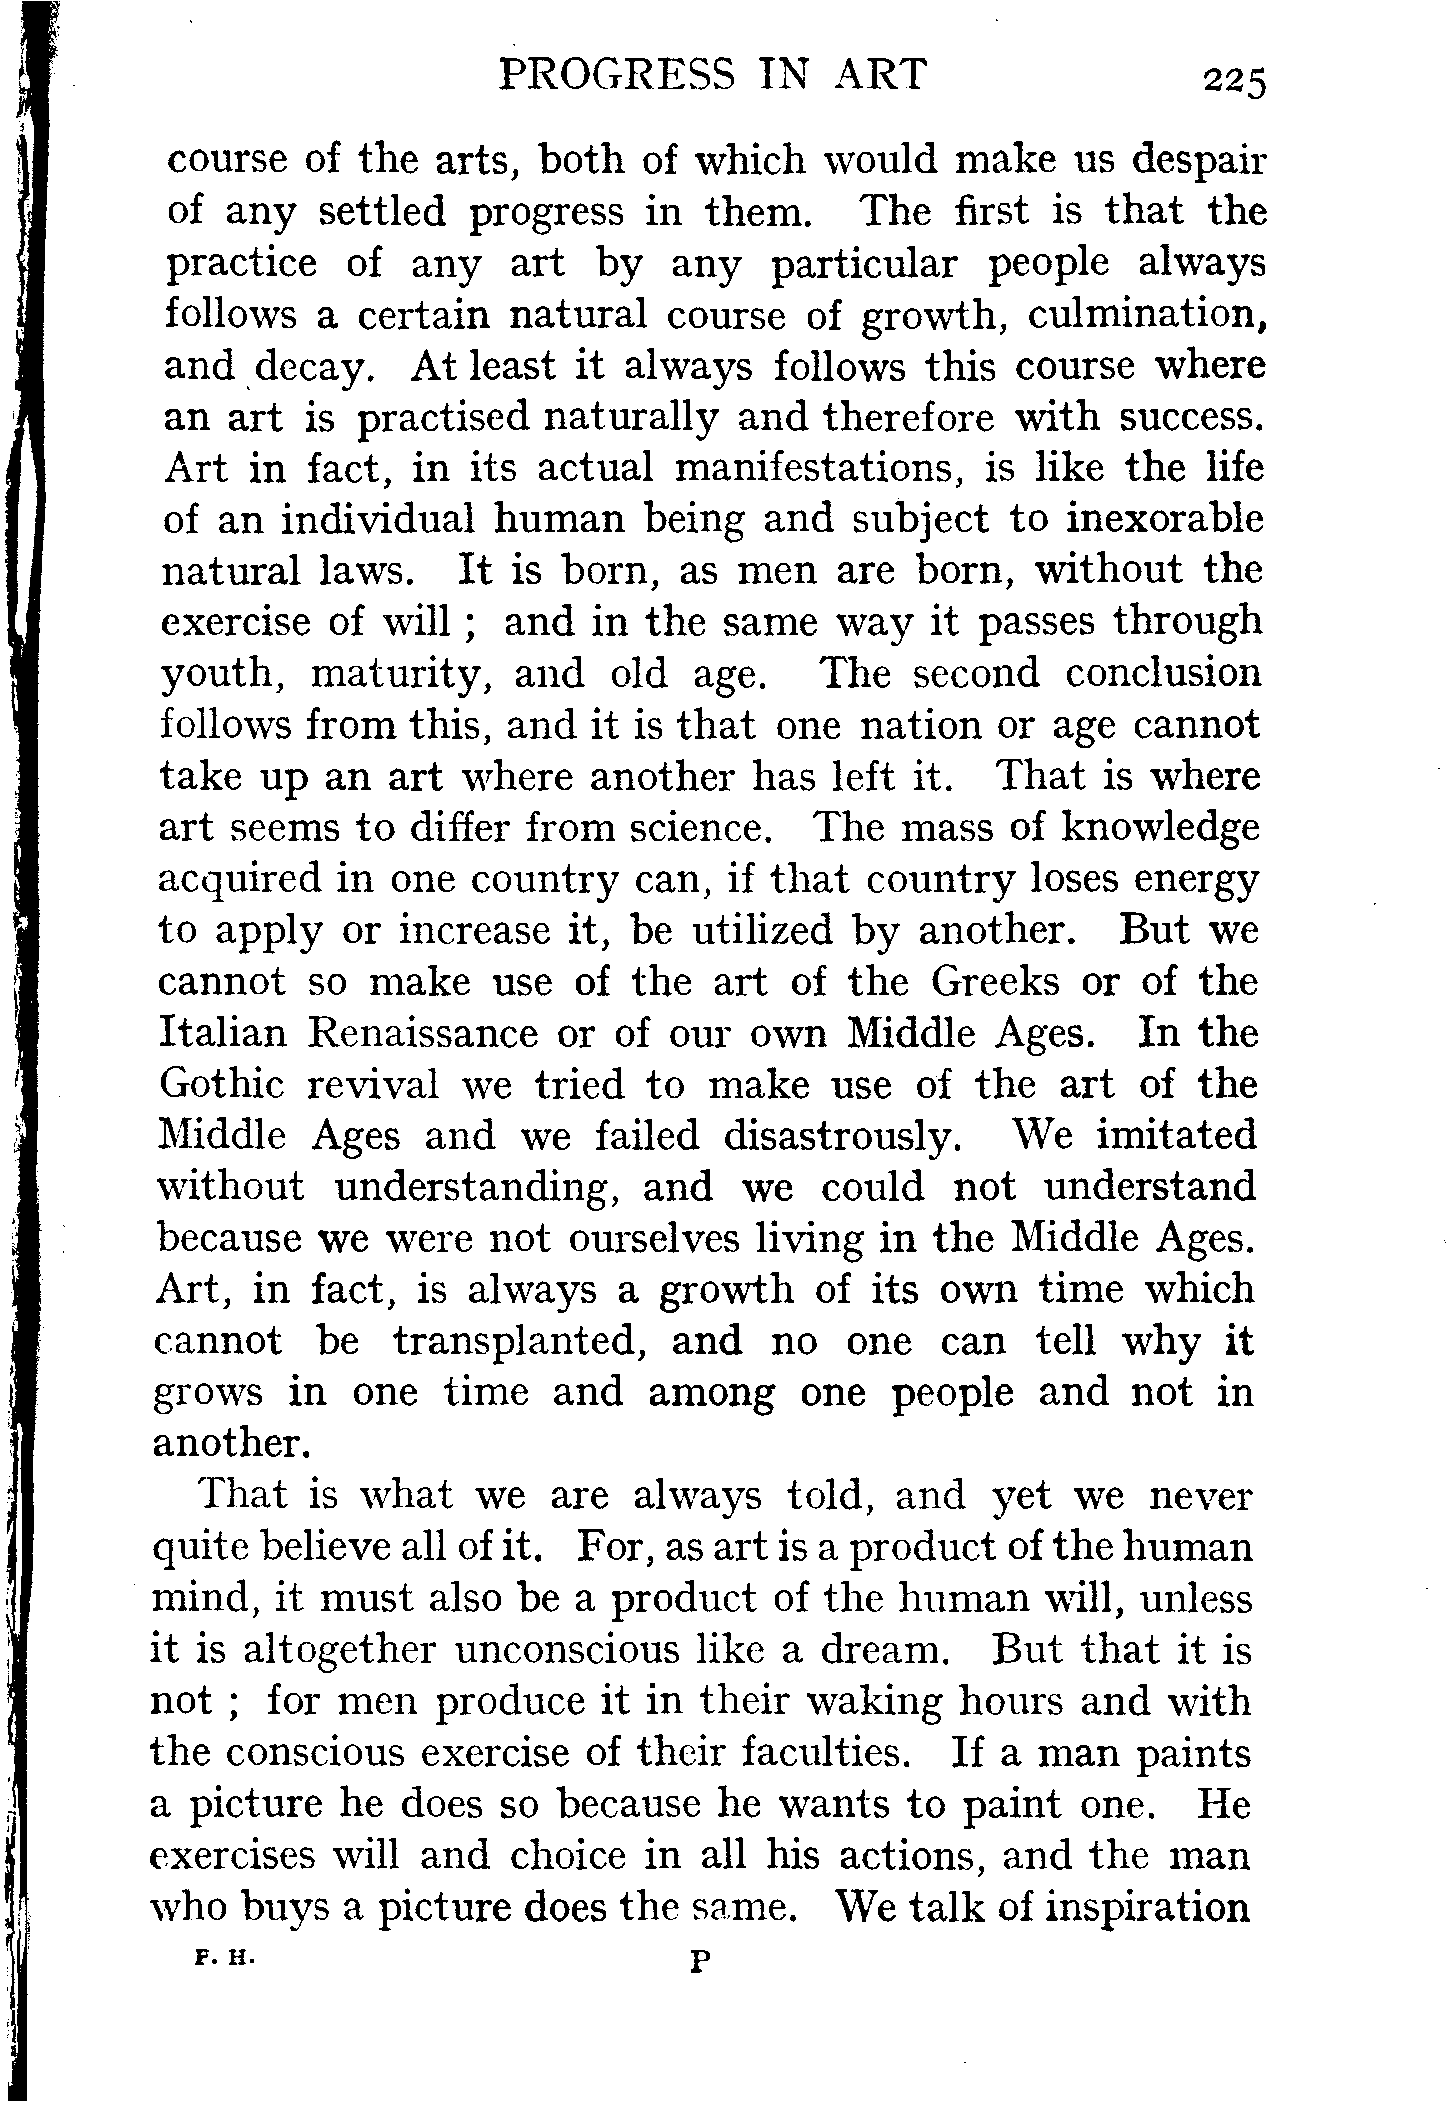 PROGRESS IN ART 225
course of the arts, both of which would make us despair
of any settled progress in them. The first is that the
practice of any art by any particular people always
follows a certain natural course of growth, culmination,
and decay. At least it always follows this course where
an art is practised naturally and therefore with success.
Art in fact, in its actual manifestations, is like the life
of an individual human being and subject to inexorable
natural laws. It is born, as men are born, without the
exercise of will ; and in the same way it passes through
youth, maturity, and old age. The second conclusion
follows from this, and it is that one nation or age cannot
take up an art where another has left it. That is where
art seems to differ from science. The mass of knowledge
acquired in one country can, if that country loses energy
to apply or increase it, be utilized by another. But we
cannot so make use of the art of the Greeks or of the
Italian Renaissance or of our own Middle Ages. In the
Gothic revival we tried to make use of the art of the
Middle Ages and we failed disastrously. We imitated
without understanding, and we could not understand
because we were not ourselves living in the Middle Ages.
Art, in fact, is always a growth of its own time which
cannot be transplanted, and no one can tell why it
grows in one time and among one people and not in
another.
That is what we are always told, and yet we never
quite believe all of it. For, as art is a product of the human
mind, it must also be a product of the human will, unless
it is altogether unconscious like a dream. But that it is
not ; for men produce it in their waking hours and with
the conscious exercise of their faculties. If a man paints
a picture he does so because he wants to paint one. He
exercises will and choice in all his actions, and the man
who buys a picture does the same. We talk of inspiration
F. H. P